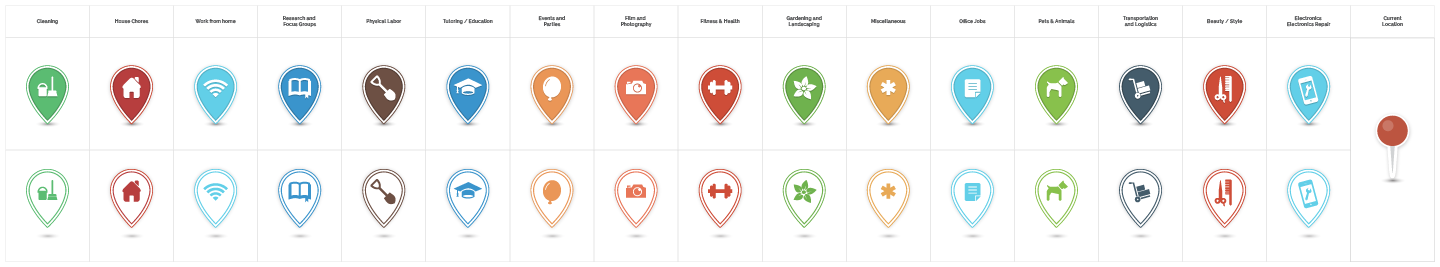 Cleaning
House Chores
Work from home
Research and
Focus Groups
Physical Labor
Tutoring / Education
Events and
Parties
Film and
Photography
Fitness & Health
Gardening and
Landscaping
Miscellaneous
Office Jobs
Pets & Animals
Transportation
and Logistics
Beauty / Style
Electronics
Electronics Repair
Current
Location